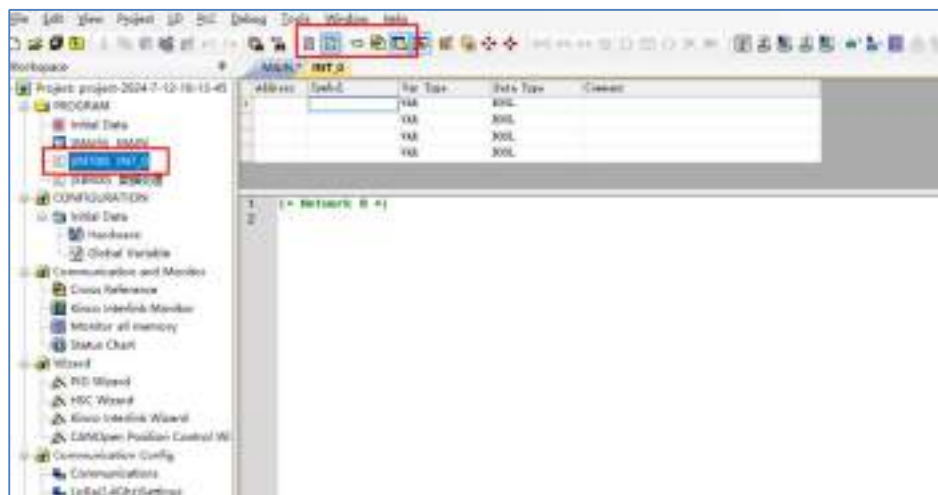 File Edit View Project LD PLC Debug Tools Window Help
Workspace
MAIN* INT_0
Project: project-2024-7-12-16-13-45
PROGRAM
Initial Data
MAIN
INT_0
CONFIGURATION
Initial Data
Hardware
Global Variable
Communication and Monitor
Cross Reference
Kinco Interlink Monitor
Monitor all memory
Status Chart
Wizard
PID Wizard
HSC Wizard
Kinco Interlink Wizard
CANOpen Position Control Wi
Communication Config
Communications
Address Symbol Var Type Data Type Comment
VAR BOOL
VAR BOOL
VAR BOOL
VAR BOOL
1 (* Network 0 *)
2